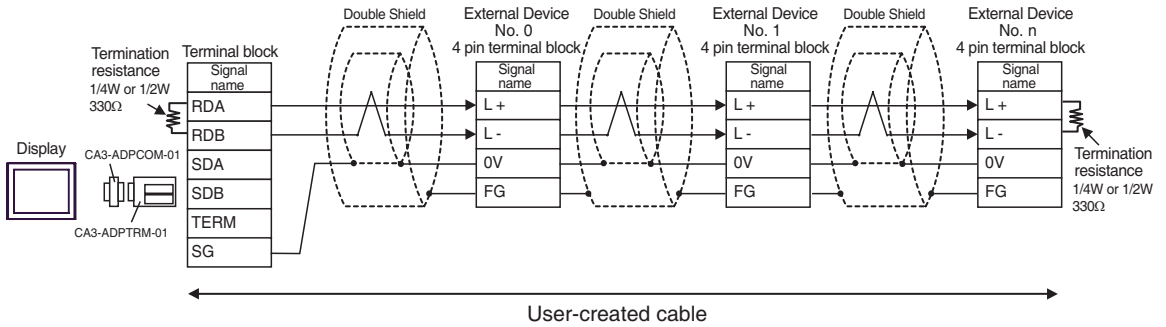 Double Shield
External Device
No. 0
4 pin terminal block
Double Shield
External Device
No. 1
4 pin terminal block
Double Shield
External Device
No. n
4 pin terminal block
Termination
resistance
1/4W or 1/2W
330Ω
Terminal block
Signal
name
RDA
RDB
SDA
SDB
TERM
SG
Signal
name
L +
L -
0V
FG
Signal
name
L +
L -
0V
FG
Signal
name
L +
L -
0V
FG
Termination
resistance
1/4W or 1/2W
330Ω
Display
CA3-ADPCOM-01
CA3-ADPTRM-01
User-created cable